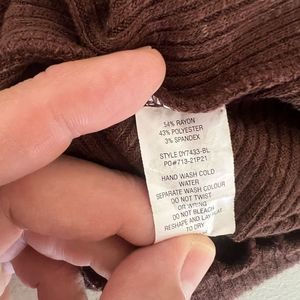 54% RAYON
43% POLYESTER
3% SPANDEX
STYLE DY7433-BL
PO#713-21P21
HAND WASH COLD
WATER
SEPARATE WASH COLOUR
DO NOT TWIST
OR WRING
DO NOT BLEACH
RESHAPE AND LAY FLAT
TO DRY